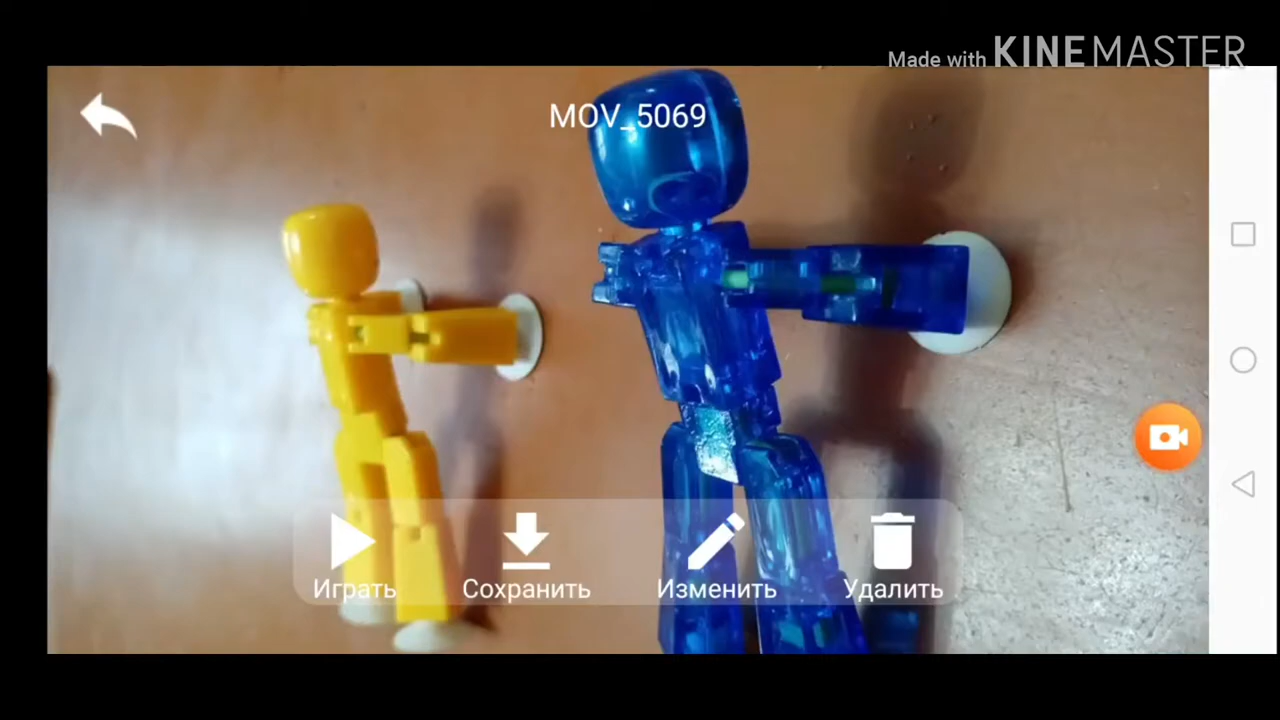 Made with KINEMASTER
MOV_5069
Играть
Сохранить
Изменить
Удалить